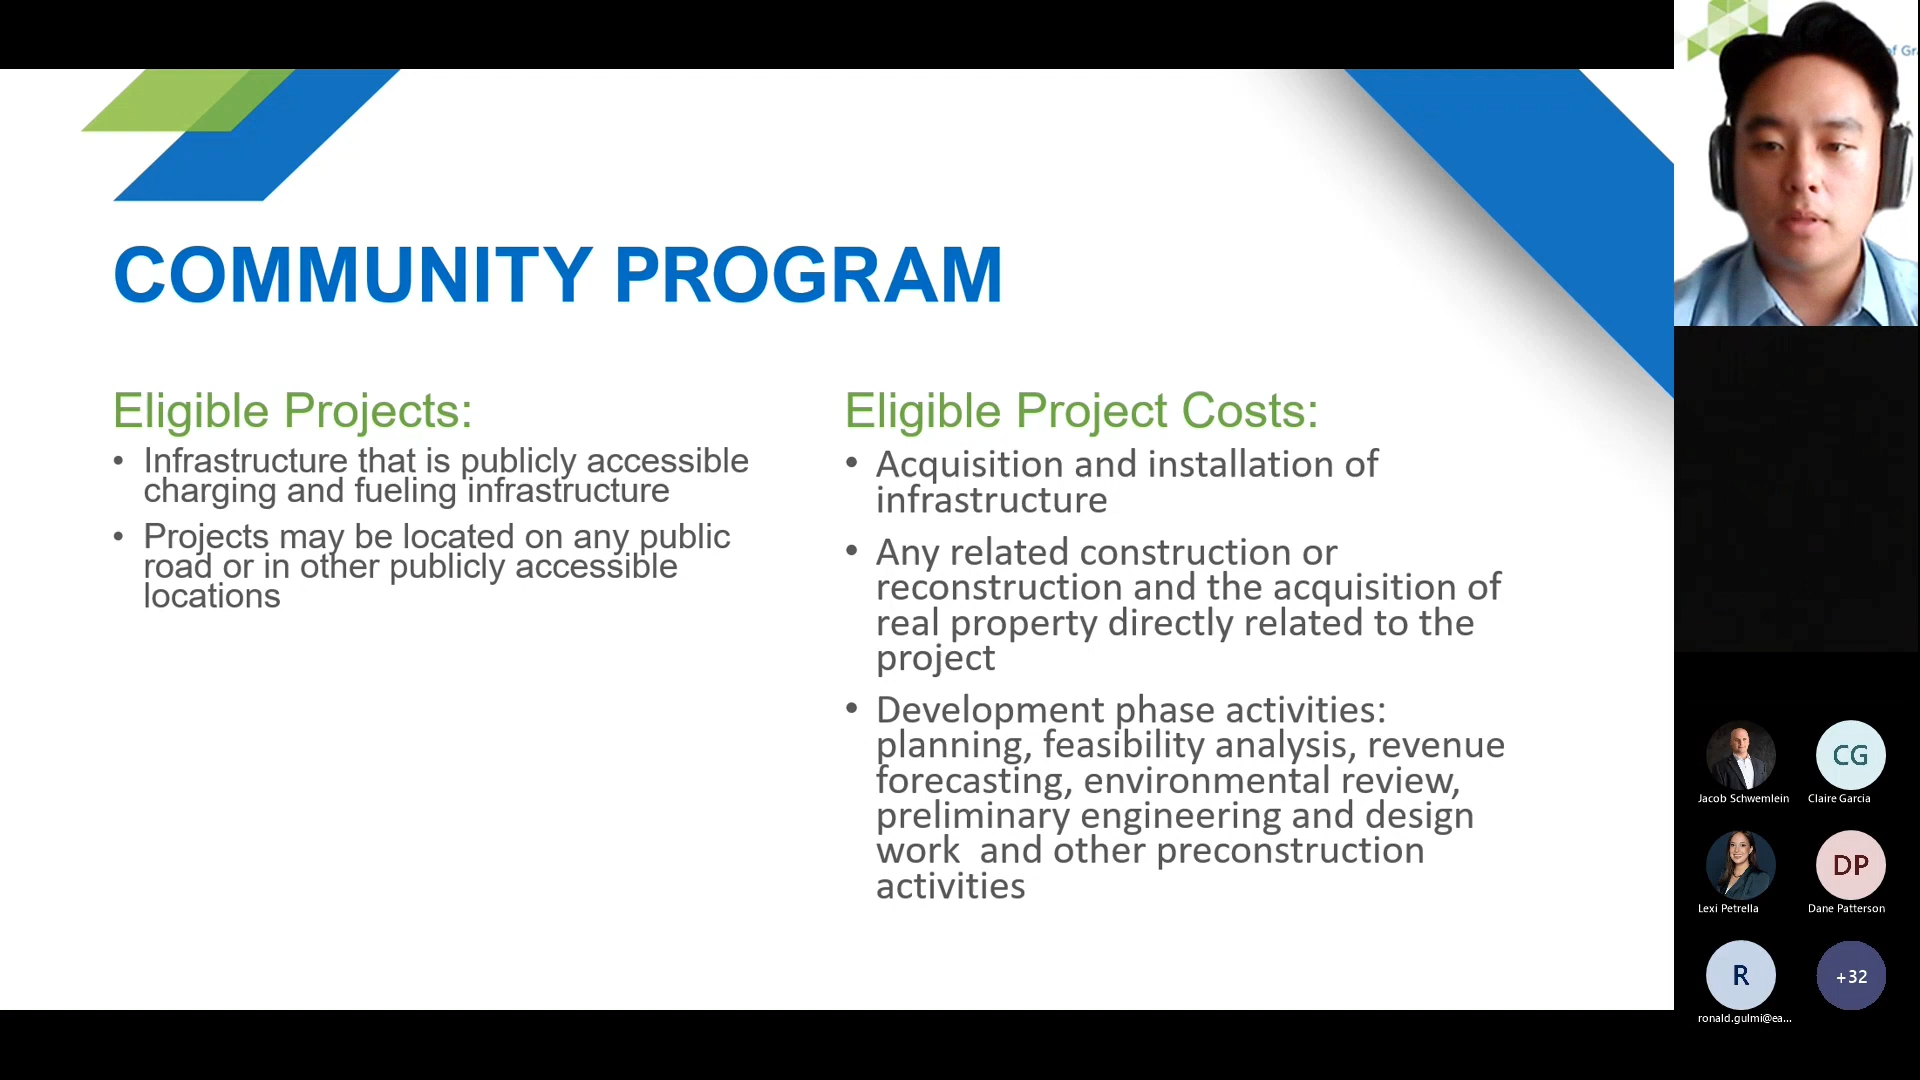 of Gr
COMMUNITY PROGRAM
Eligible Projects:
• Infrastructure that is publicly accessible
charging and fueling infrastructure
• Projects may be located on any public
road or in other publicly accessible
locations
Eligible Project Costs:
• Acquisition and installation of
infrastructure
• Any related construction or
reconstruction and the acquisition of
real property directly related to the
project
• Development phase activities:
planning, feasibility analysis, revenue
forecasting, environmental review,
preliminary engineering and design
work  and other preconstruction
activities
Jacob Schwemlein
CG
Claire Garcia
Lexi Petrella
DP
Dane Patterson
R
ronald.gulmi@ea...
+32